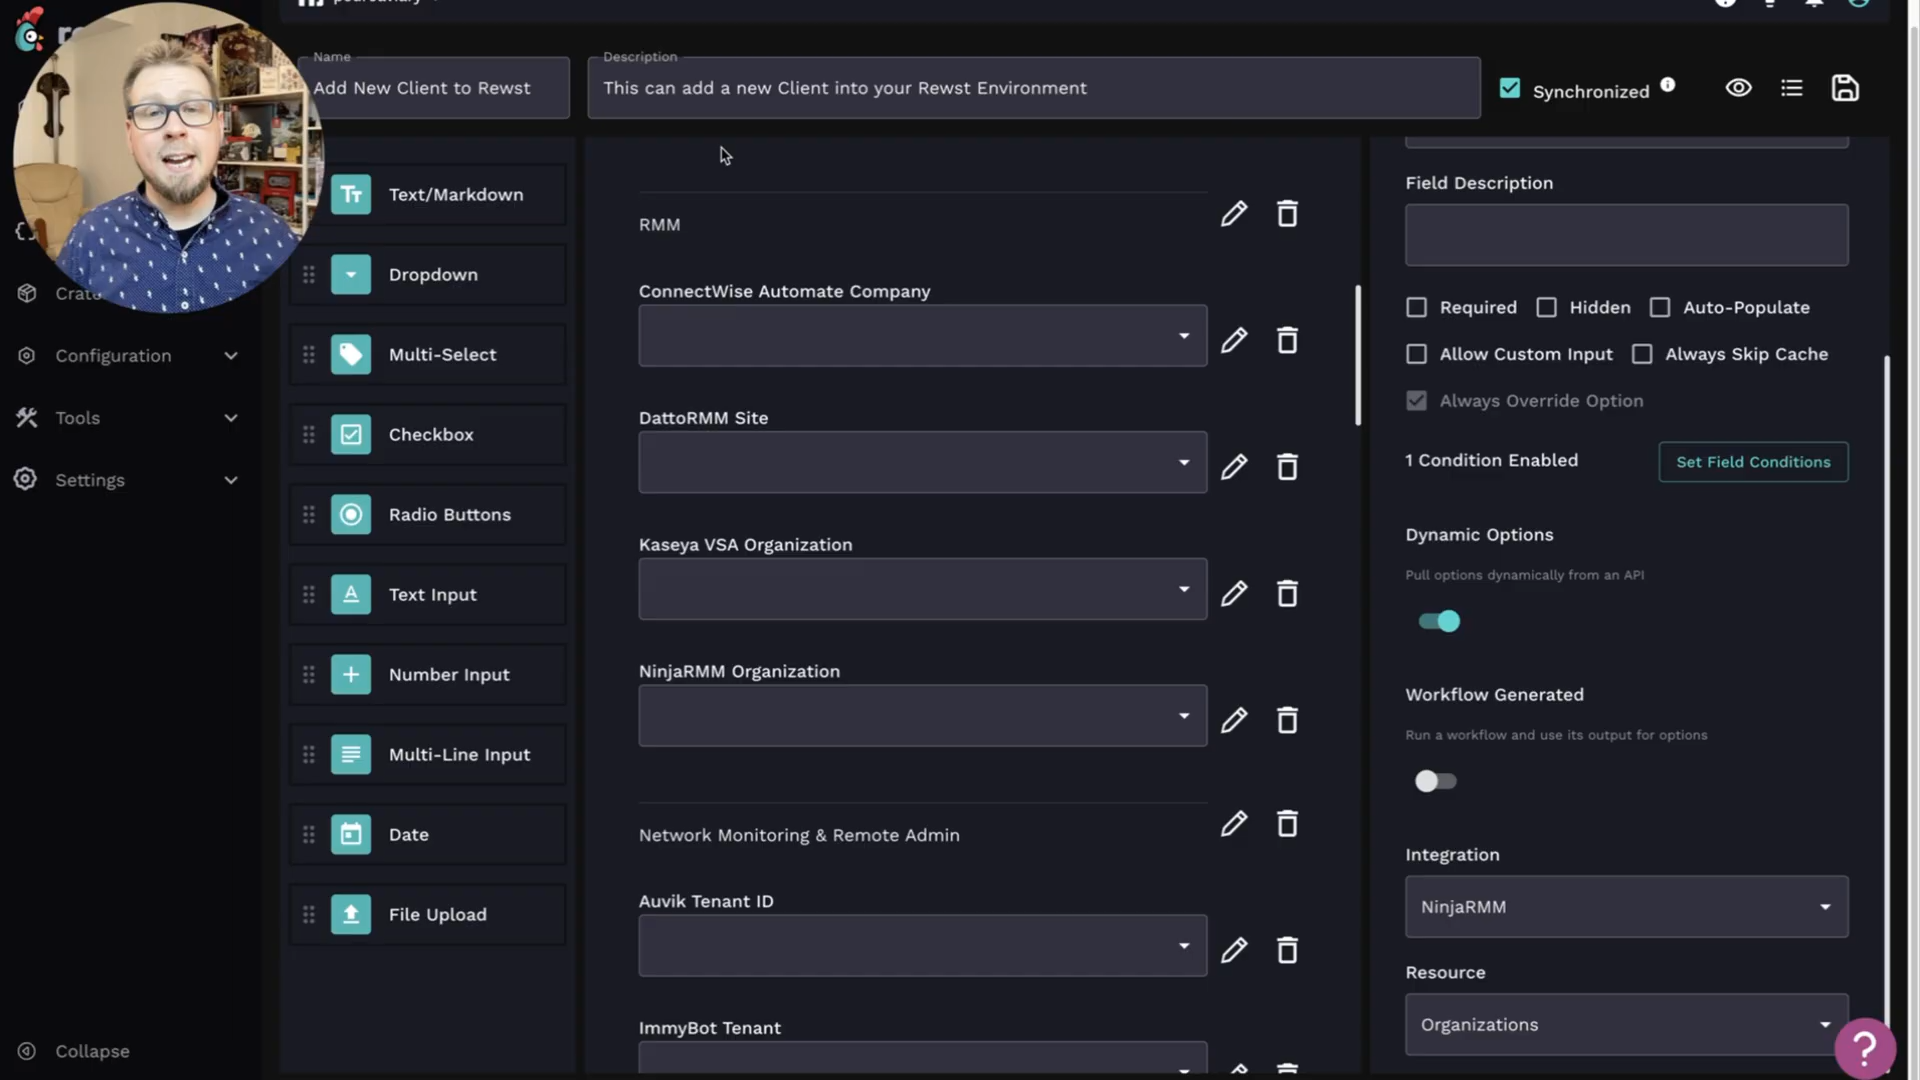 Name
Add New Client to Rewst
Description
This can add a new Client into your Rewst Environment
Synchronized
Configuration
Tools
Settings
Collapse
Text/Markdown
Dropdown
Multi-Select
Checkbox
Radio Buttons
Text Input
Number Input
Multi-Line Input
Date
File Upload
RMM
ConnectWise Automate Company
DattoRMM Site
Kaseya VSA Organization
NinjaRMM Organization
Network Monitoring & Remote Admin
Auvik Tenant ID
ImmyBot Tenant
Field Description
Required
Hidden
Auto-Populate
Allow Custom Input
Always Skip Cache
Always Override Option
1 Condition Enabled
Set Field Conditions
Dynamic Options
Pull options dynamically from an API
Workflow Generated
Run a workflow and use its output for options
Integration
NinjaRMM
Resource
Organizations
?